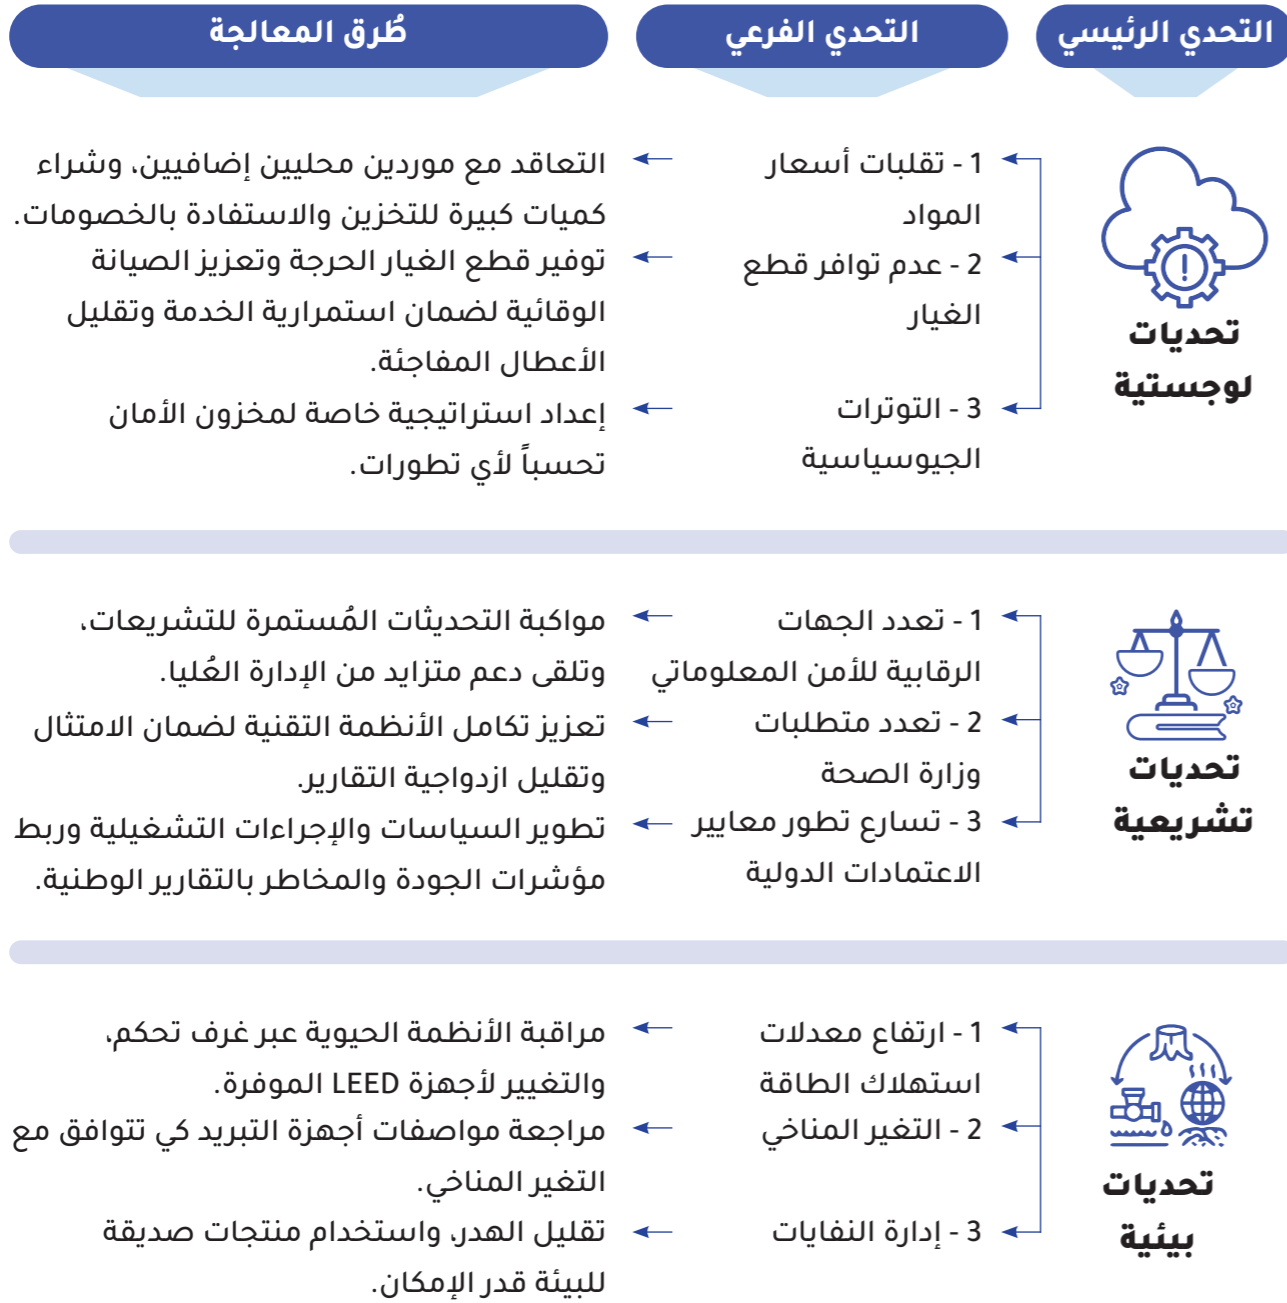 التحدي الرئيسي
التحدي الفرعي
طُرق المعالجة
تحديات
لوجستية
1 - تقلبات أسعار
المواد
التعاقد مع موردين محليين إضافيين، وشراء
كميات كبيرة للتخزين والاستفادة بالخصومات.
2 - عدم توافر قطع
الغيار
توفير قطع الغيار الحرجة وتعزيز الصيانة
الوقائية لضمان استمرارية الخدمة وتقليل
الأعطال المفاجئة.
3 - التوترات
الجيوسياسية
إعداد استراتيجية خاصة لمخزون الأمان
تحسباً لأي تطورات.
تحديات
تشريعية
1 - تعدد الجهات
الرقابية للأمن المعلوماتي
مواكبة التحديثات المُستمرة للتشريعات،
وتلقى دعم متزايد من الإدارة العُليا.
2 - تعدد متطلبات
وزارة الصحة
تعزيز تكامل الأنظمة التقنية لضمان الامتثال
وتقليل ازدواجية التقارير.
3 - تسارع تطور معايير
الاعتمادات الدولية
تطوير السياسات والإجراءات التشغيلية وربط
مؤشرات الجودة والمخاطر بالتقارير الوطنية.
تحديات
بيئية
1 - ارتفاع معدلات
استهلاك الطاقة
مراقبة الأنظمة الحيوية عبر غرف تحكم،
والتغيير لأجهزة LEED الموفرة.
2 - التغير المناخي
مراجعة مواصفات أجهزة التبريد كي تتوافق مع
التغير المناخي.
3 - إدارة النفايات
تقليل الهدر، واستخدام منتجات صديقة
للبيئة قدر الإمكان.